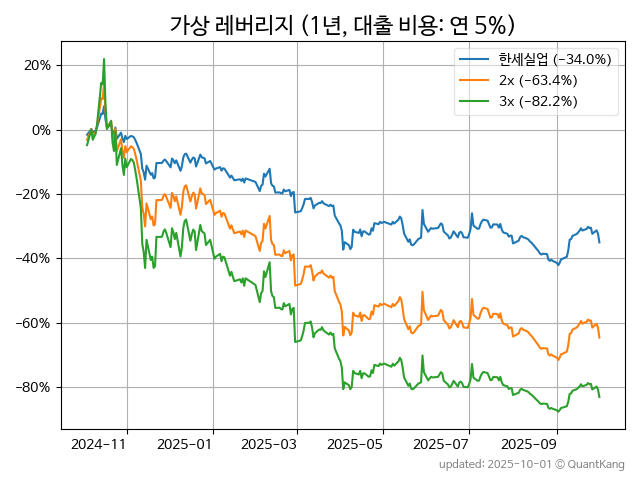 가상 레버리지 (1년, 대출 비용: 연 5%)
한세실업 (−34.0%)
2x (−63.4%)
3x (−82.2%)
20%
0%
−20%
−40%
−60%
−80%
2024-11
2025-01
2025-03
2025-05
2025-07
2025-09
updated: 2025-10-01 © QuantKang